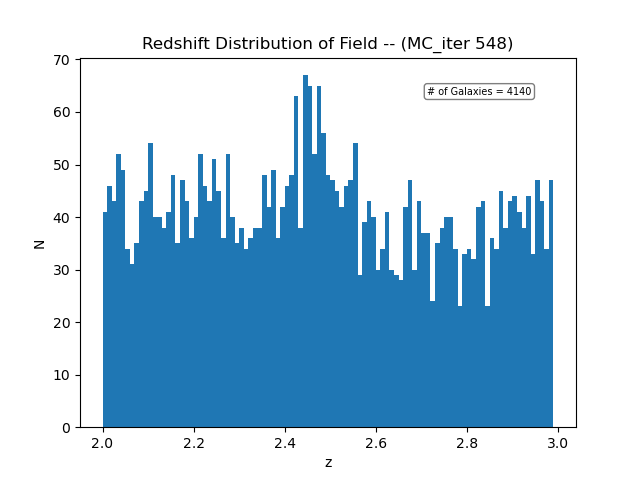 Redshift Distribution of Field -- (MC_iter 548)
# of Galaxies = 4140
70
60
50
40
30
20
10
0
N
2.0 2.2 2.4 2.6 2.8 3.0
z